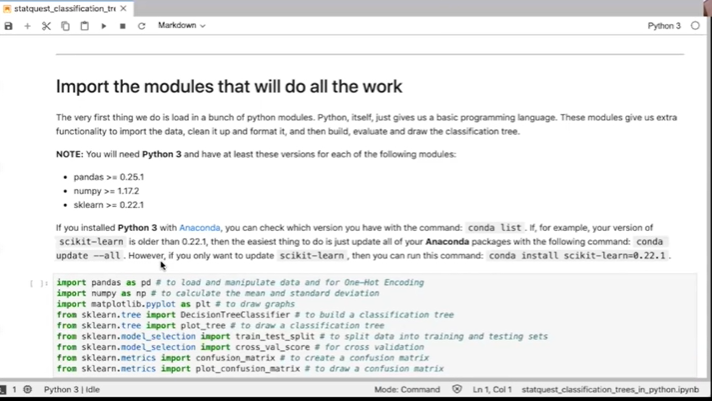 statquest_classification_tre
Markdown
Python 3
Import the modules that will do all the work
The very first thing we do is load in a bunch of python modules. Python, itself, just gives us a basic programming language. These modules give us extra
functionality to import the data, clean it up and format it, and then build, evaluate and draw the classification tree.
NOTE: You will need Python 3 and have at least these versions for each of the following modules:
• pandas >= 0.25.1
• numpy >= 1.17.2
• sklearn >= 0.22.1
If you installed Python 3 with Anaconda, you can check which version you have with the command: conda list . If, for example, your version of
scikit-learn is older than 0.22.1, then the easiest thing to do is just update all of your Anaconda packages with the following command: conda
update --all . However, if you only want to update scikit-learn , then you can run this command: conda install scikit-learn=0.22.1 .
[ ]: import pandas as pd # to load and manipulate data and for One-Hot Encoding
import numpy as np # to calculate the mean and standard deviation
import matplotlib.pyplot as plt # to draw graphs
from sklearn.tree import DecisionTreeClassifier # to build a classification tree
from sklearn.tree import plot_tree # to draw a classification tree
from sklearn.model_selection import train_test_split # to split data into training and testing sets
from sklearn.model_selection import cross_val_score # for cross validation
from sklearn.metrics import confusion_matrix # to create a confusion matrix
from sklearn.metrics import plot_confusion_matrix # to draw a confusion matrix
1 Python 3 | Idle Mode: Command Ln 1, Col 1 statquest_classification_trees_in_python.ipynb